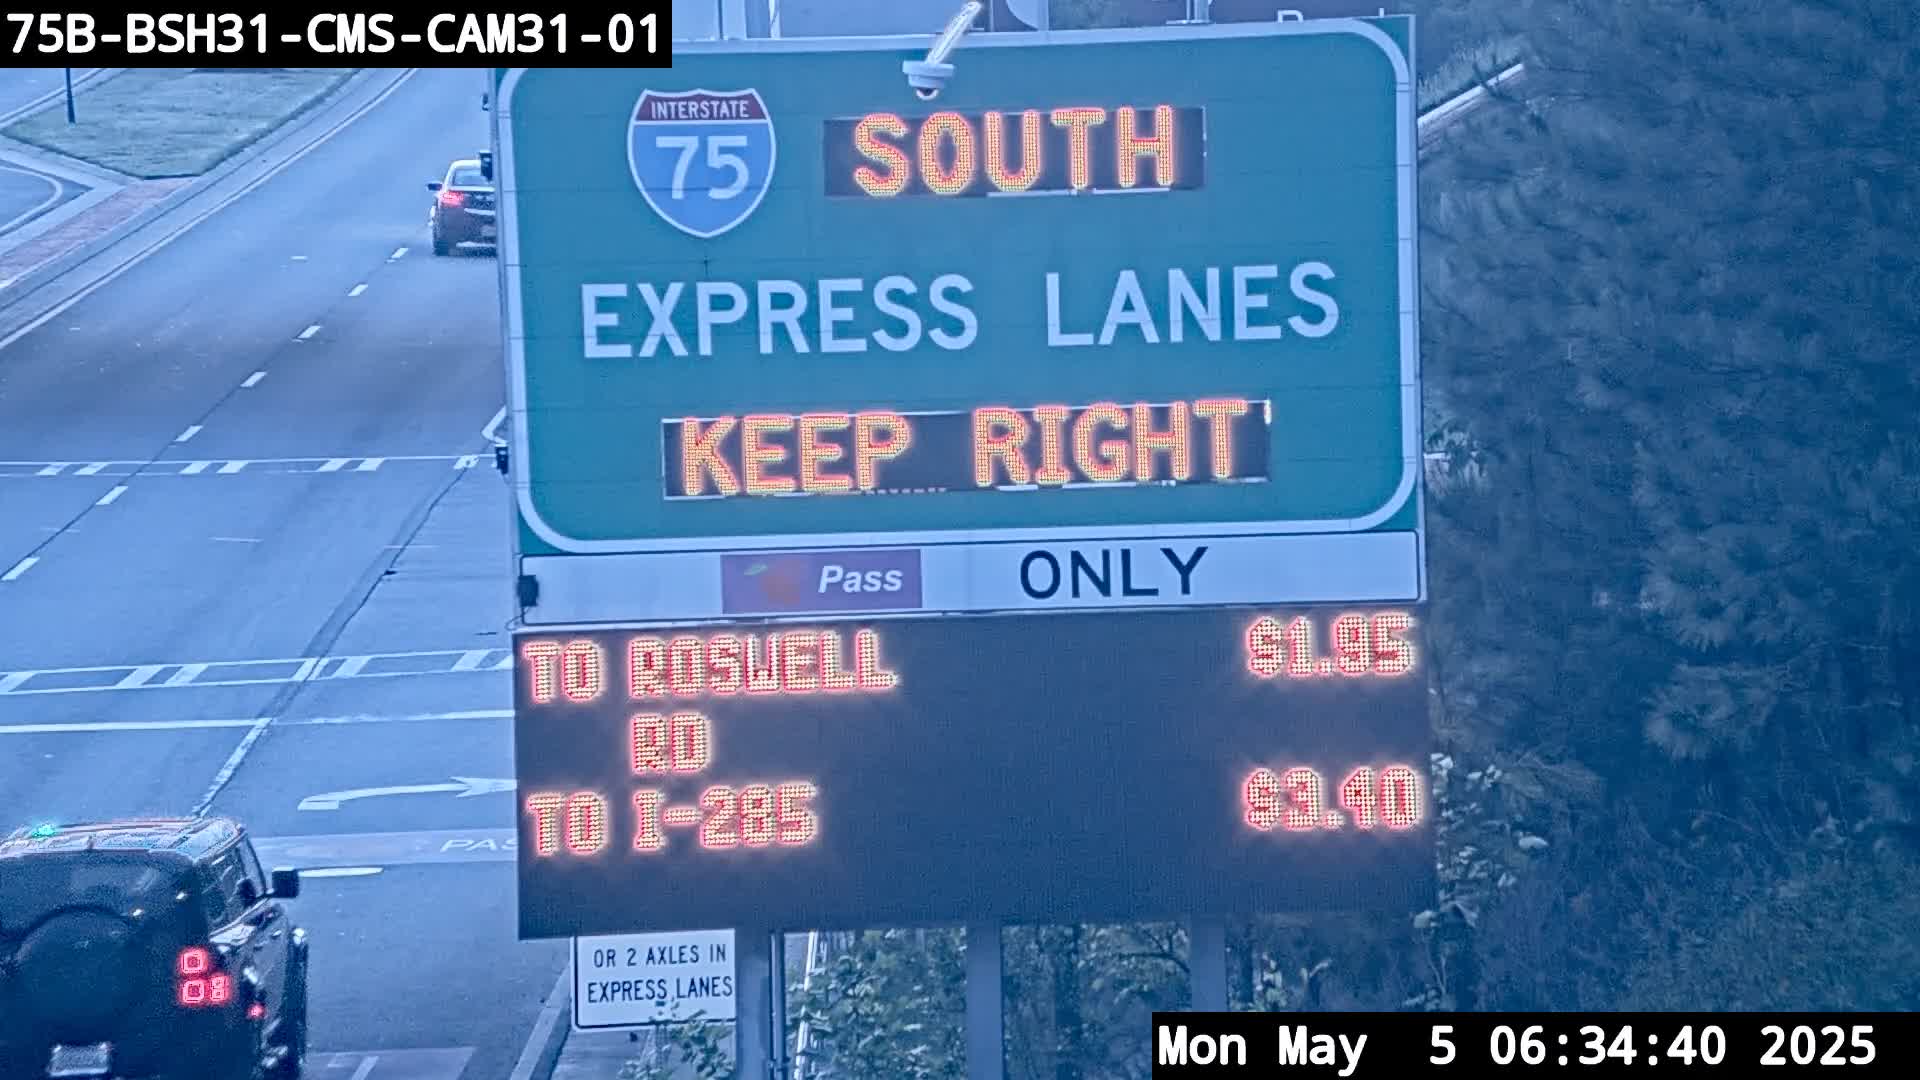 75B-BSH31-CMS-CAM31-01
INTERSTATE
75
SOUTH
EXPRESS LANES
KEEP RIGHT
Pass ONLY
TO ROSWELL $1.95
RD
TO I-285 $3.40
OR 2 AXLES IN
EXPRESS LANES
Mon May 5 06:34:40 2025